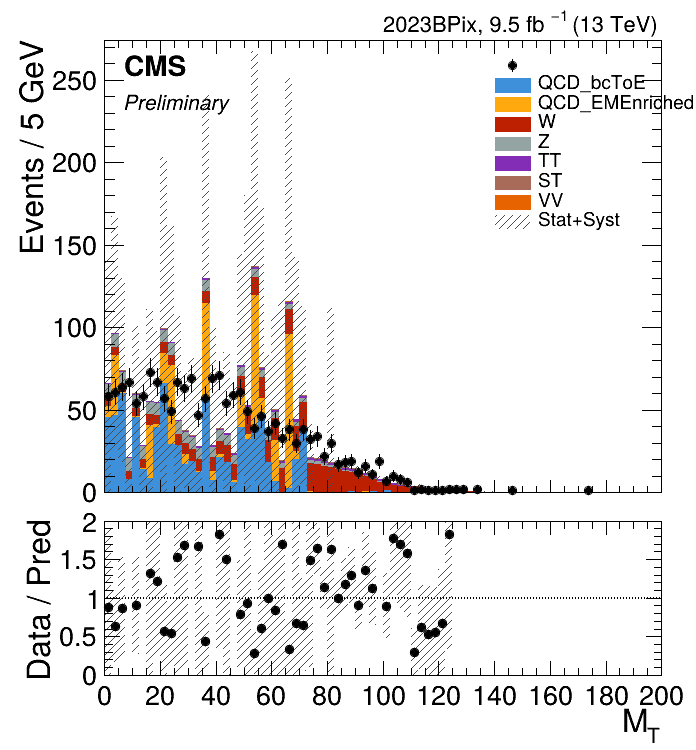 2023BPix, 9.5 fb⁻¹ (13 TeV)
Events / 5 GeV
CMS
Preliminary
QCD_bcToE
QCD_EMEnriched
W
Z
TT
ST
VV
Stat+Syst
250
200
150
100
50
0
Data / Pred
2
1.5
1
0.5
0
0 20 40 60 80 100 120 140 160 180 200
M_T